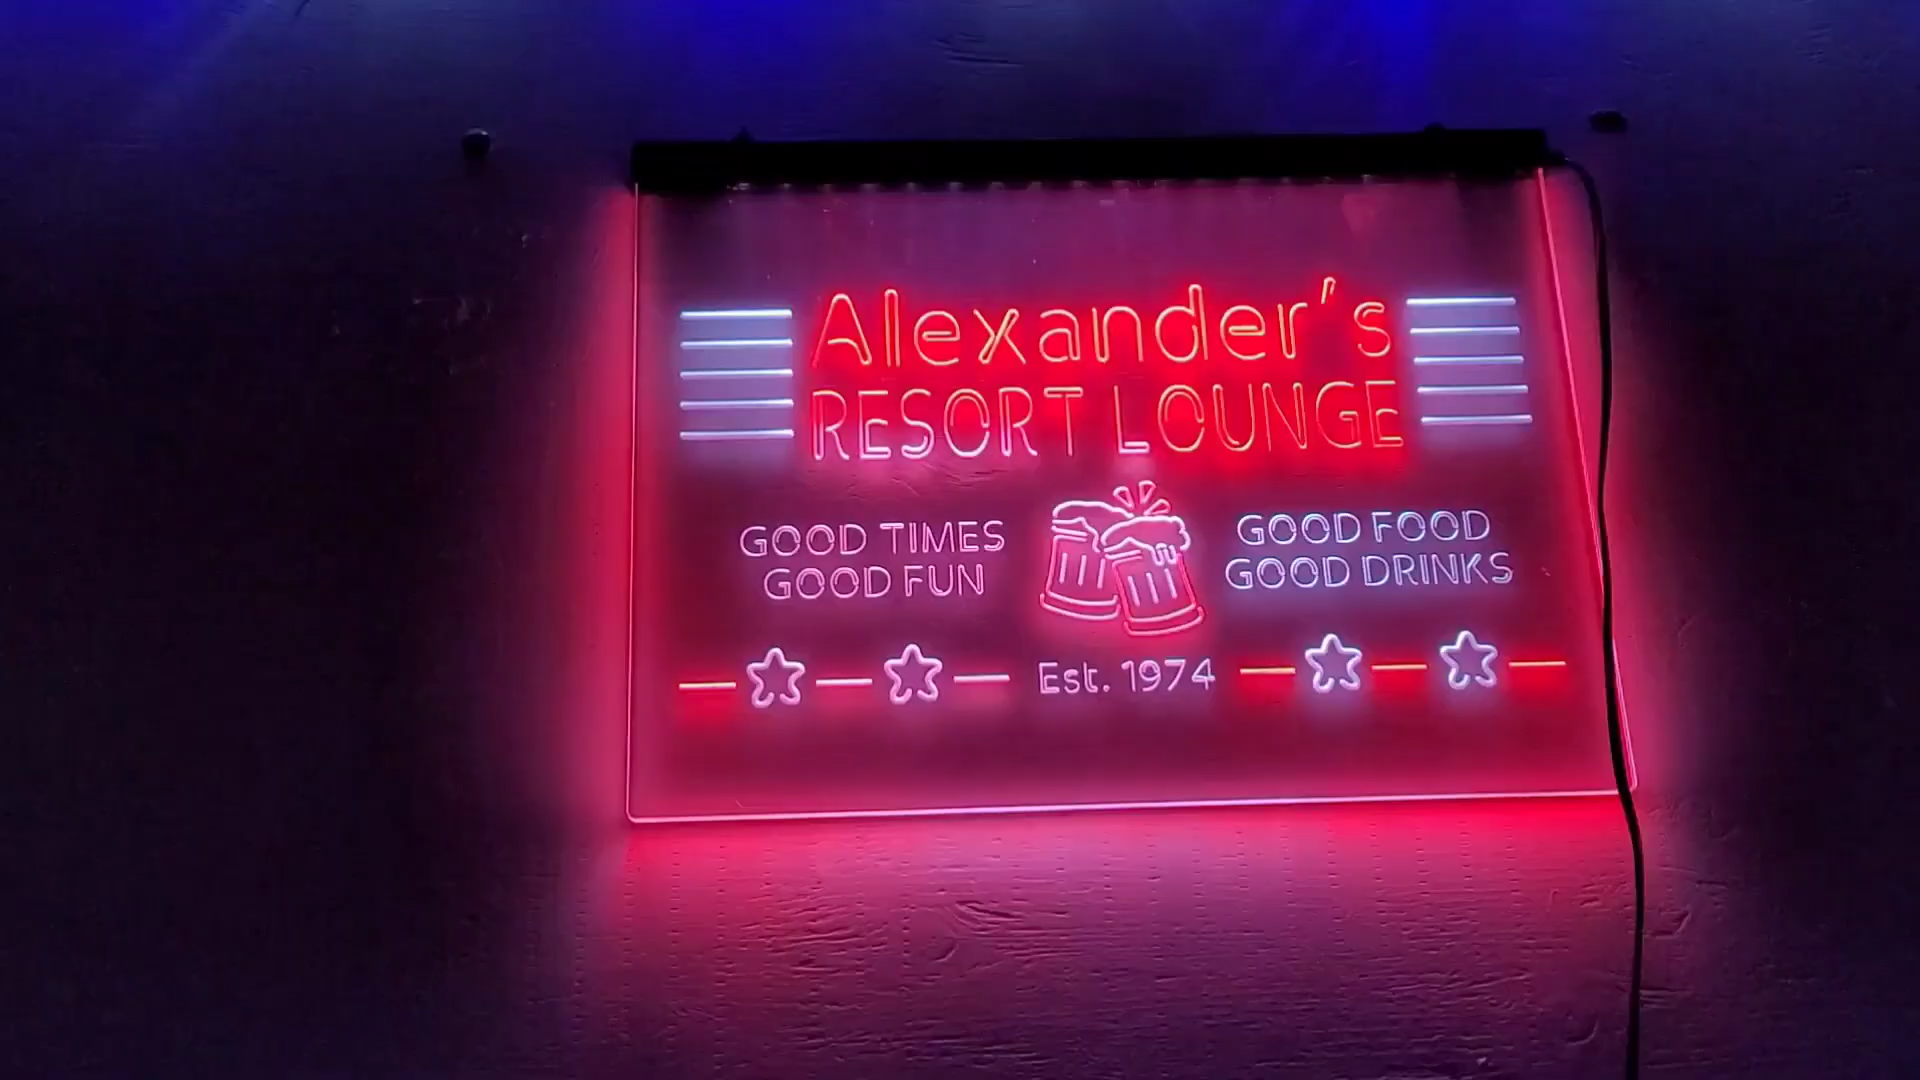 Alexander's
RESORT LOUNGE
GOOD TIMES
GOOD FUN
GOOD FOOD
GOOD DRINKS
Est. 1974